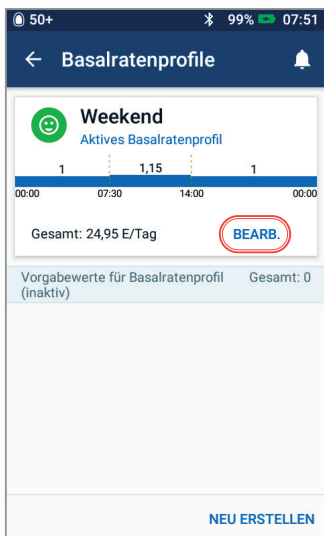 50+ 99% 07:51
Basalratenprofile
Weekend
Aktives Basalratenprofil
1 1,15 1
00:00 07:30 14:00 00:00
Gesamt: 24,95 E/Tag BEARB.
Vorgabewerte für Basalratenprofil Gesamt: 0
(inaktiv)
NEU ERSTELLEN